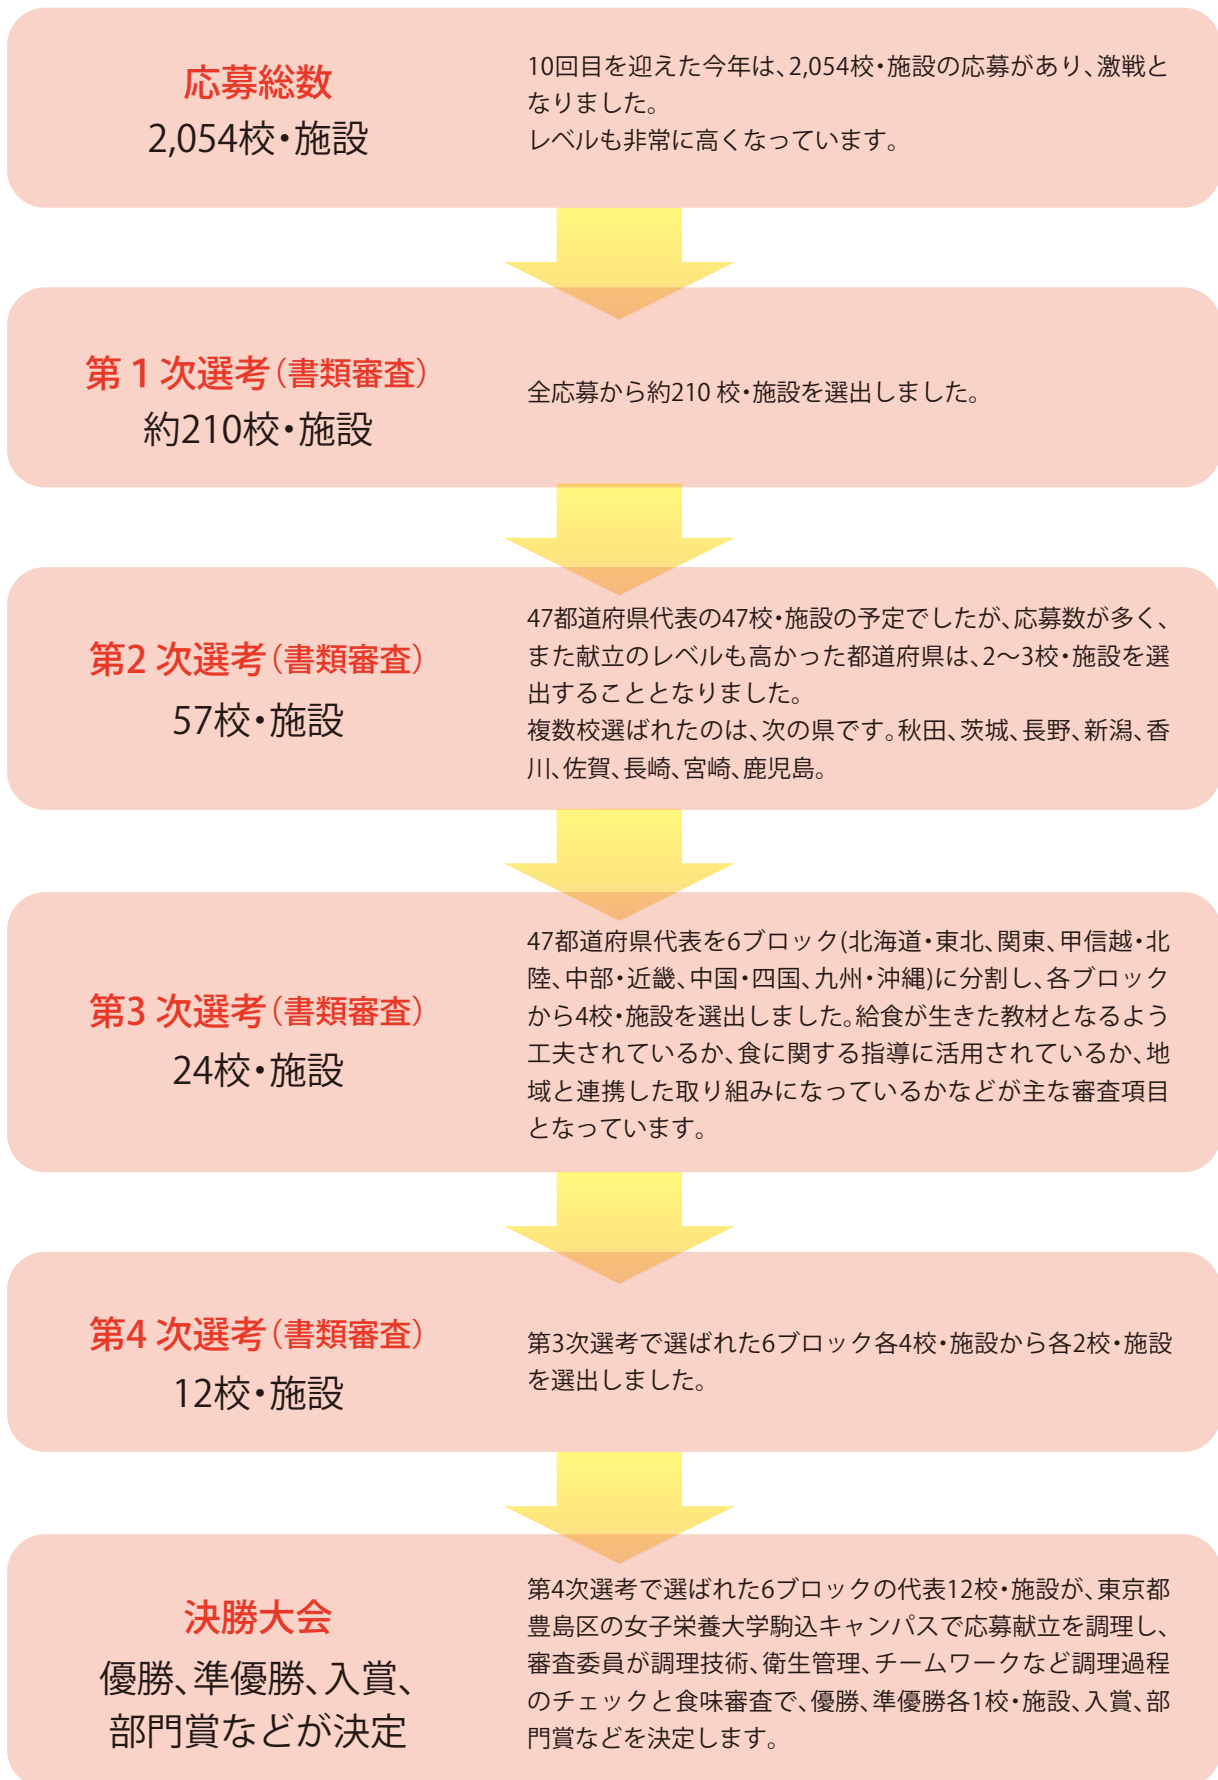 応募総数
2,054校・施設
10回目を迎えた今年は、2,054校・施設の応募があり、激戦と
なりました。
レベルも非常に高くなっています。
第 1 次選考（書類審査）
約210校・施設
全応募から約210 校・施設を選出しました。
第2 次選考（書類審査）
57校・施設
47都道府県代表の47校・施設の予定でしたが、応募数が多く、
また献立のレベルも高かった都道府県は、2～3校・施設を選
出することとなりました。
複数校選ばれたのは、次の県です。秋田、茨城、長野、新潟、香
川、佐賀、長崎、宮崎、鹿児島。
第3 次選考（書類審査）
24校・施設
47都道府県代表を6ブロック(北海道・東北、関東、甲信越・北
陸、中部・近畿、中国・四国、九州・沖縄)に分割し、各ブロック
から4校・施設を選出しました。給食が生きた教材となるよう
工夫されているか、食に関する指導に活用されているか、地
域と連携した取り組みになっているかなどが主な審査項目
となっています。
第4 次選考（書類審査）
12校・施設
第3次選考で選ばれた6ブロック各4校・施設から各2校・施設
を選出しました。
決勝大会
優勝、準優勝、入賞、
部門賞などが決定
第4次選考で選ばれた6ブロックの代表12校・施設が、東京都
豊島区の女子栄養大学駒込キャンパスで応募献立を調理し、
審査委員が調理技術、衛生管理、チームワークなど調理過程
のチェックと食味審査で、優勝、準優勝各1校・施設、入賞、部
門賞などを決定します。